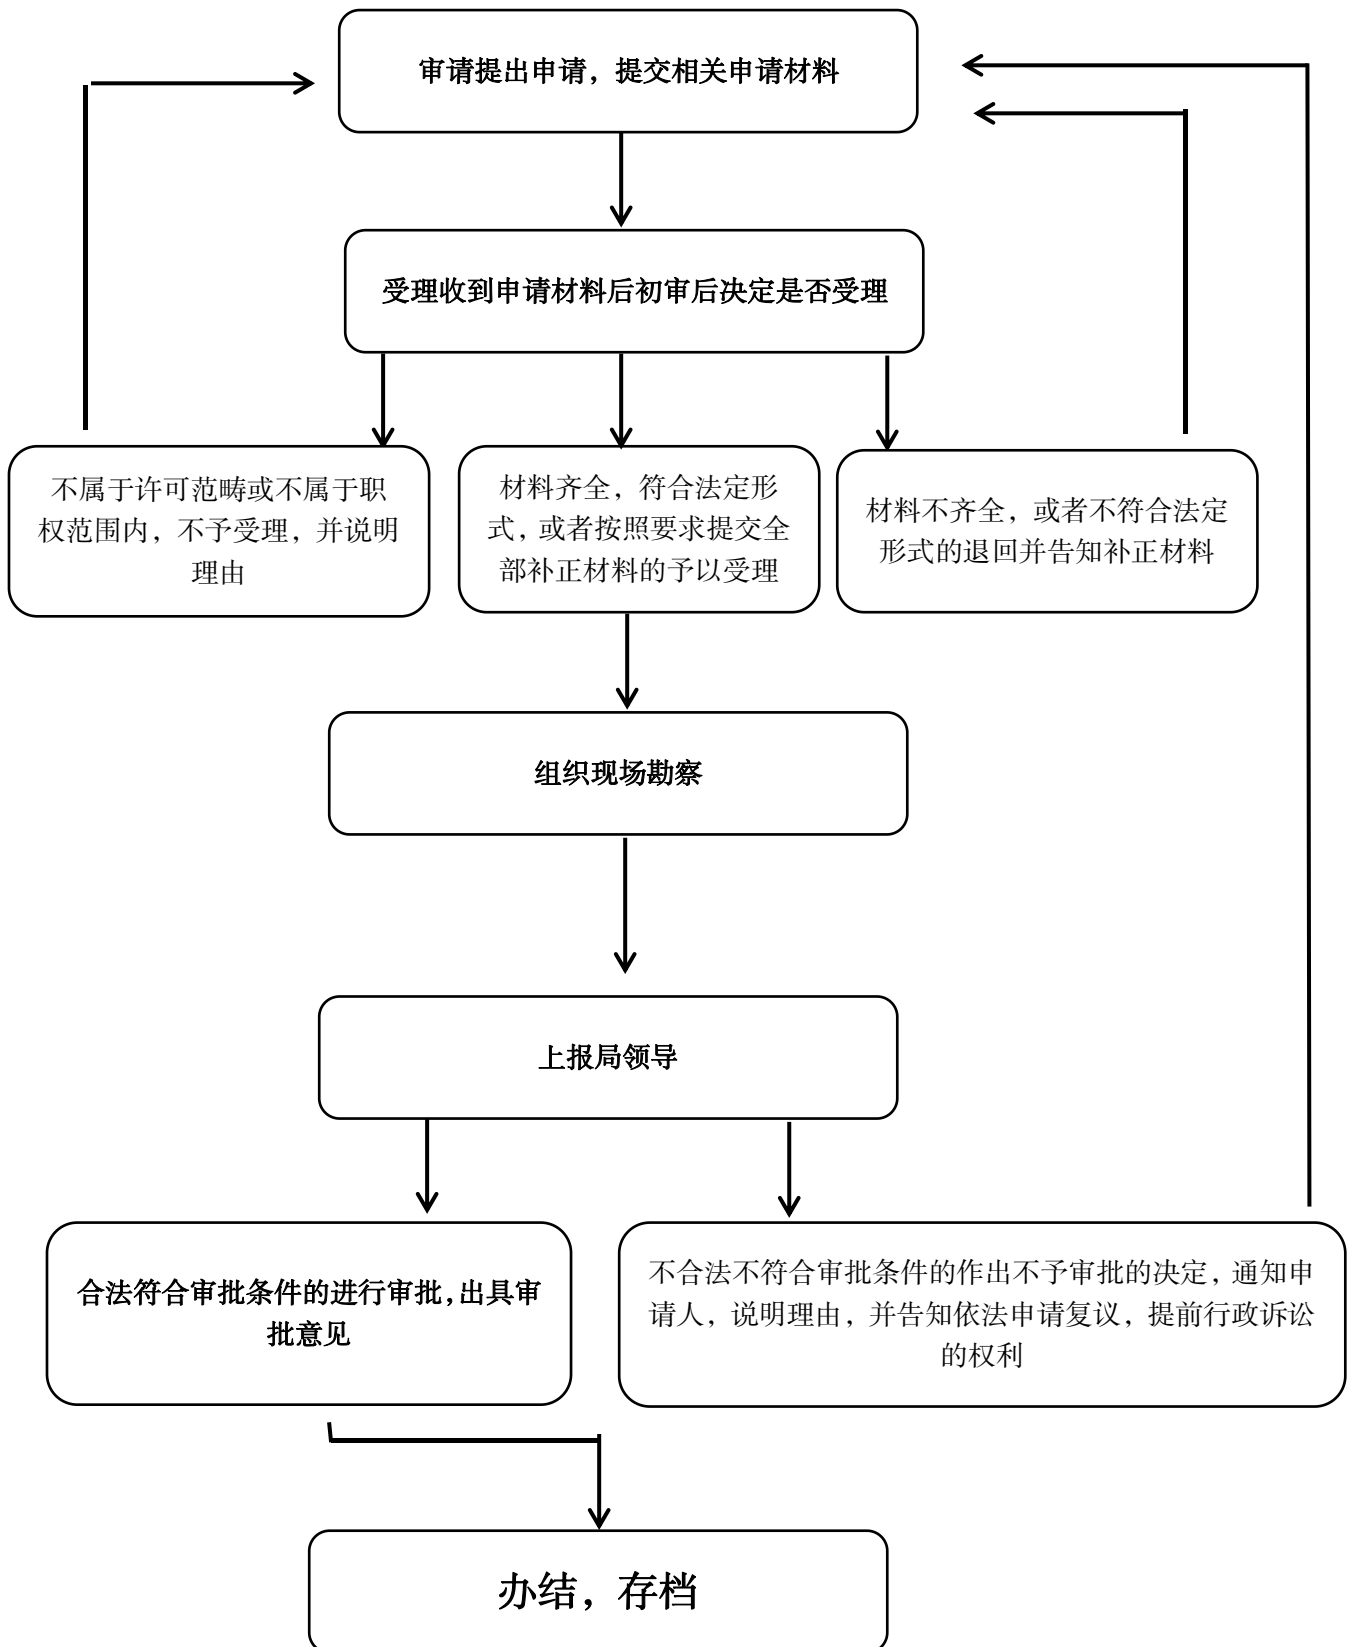 审请提出申请，提交相关申请材料
受理收到申请材料后初审后决定是否受理
不属于许可范畴或不属于职
权范围内，不予受理，并说明
理由
材料齐全，符合法定形
式，或者按照要求提交全
部补正材料的予以受理
材料不齐全，或者不符合法定
形式的退回并告知补正材料
组织现场勘察
上报局领导
合法符合审批条件的进行审批，出具审
批意见
不合法不符合审批条件的作出不予审批的决定，通知申
请人，说明理由，并告知依法申请复议，提前行政诉讼
的权利
办结，存档